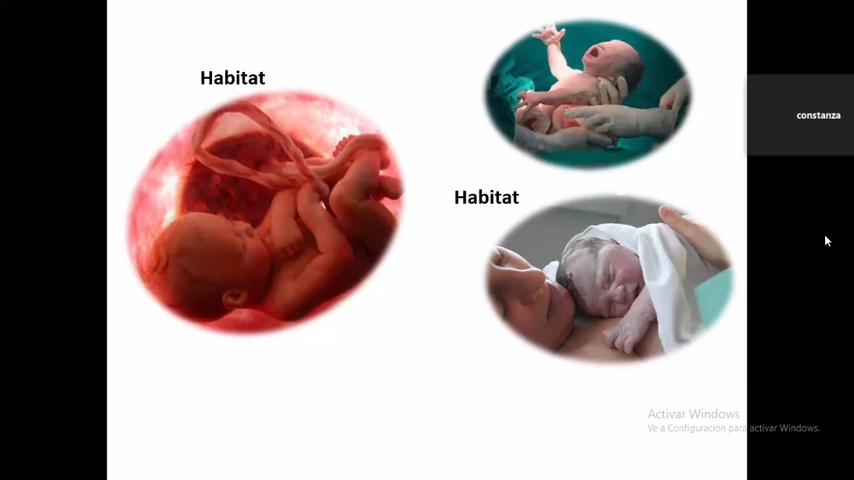 Habitat
constanza
Habitat
Activar Windows
Ve a Configuración para activar Windows.